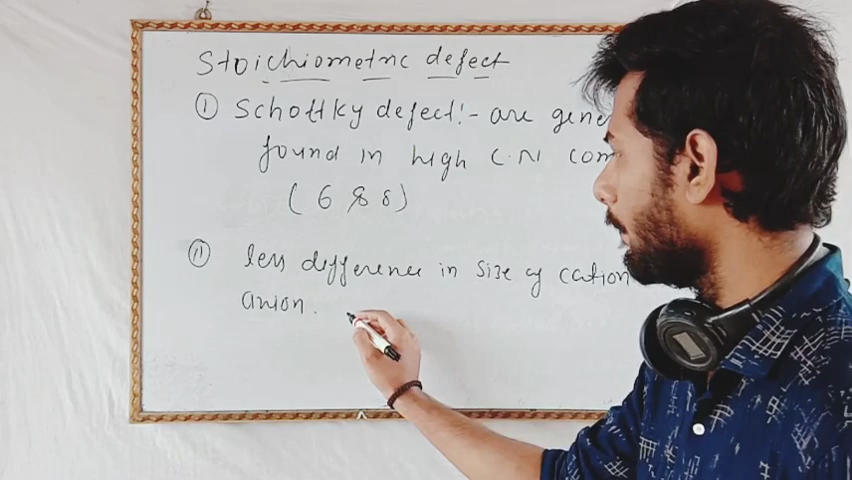 Stoichiometric defect
① Schottky defect:- are gene
found in high C.N com
(6 & 8)
② less difference in size of cation
anion.